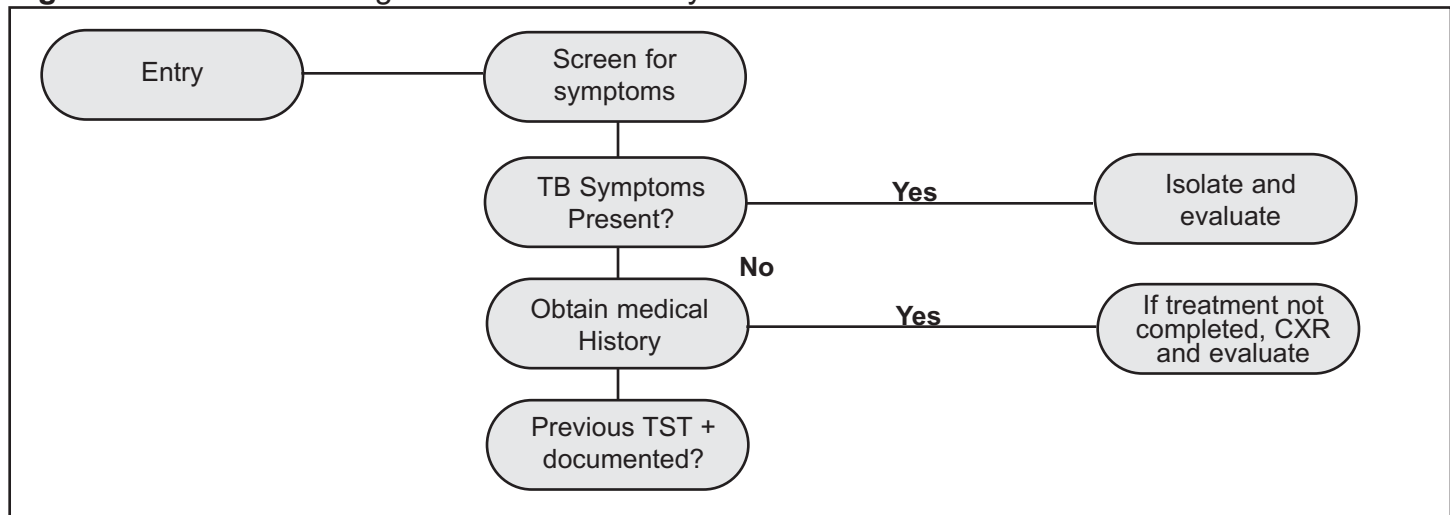 Entry
Screen for
symptoms
TB Symptoms
Present?
Yes
Isolate and
evaluate
No
Obtain medical
History
Yes
If treatment not
completed, CXR
and evaluate
Previous TST +
documented?